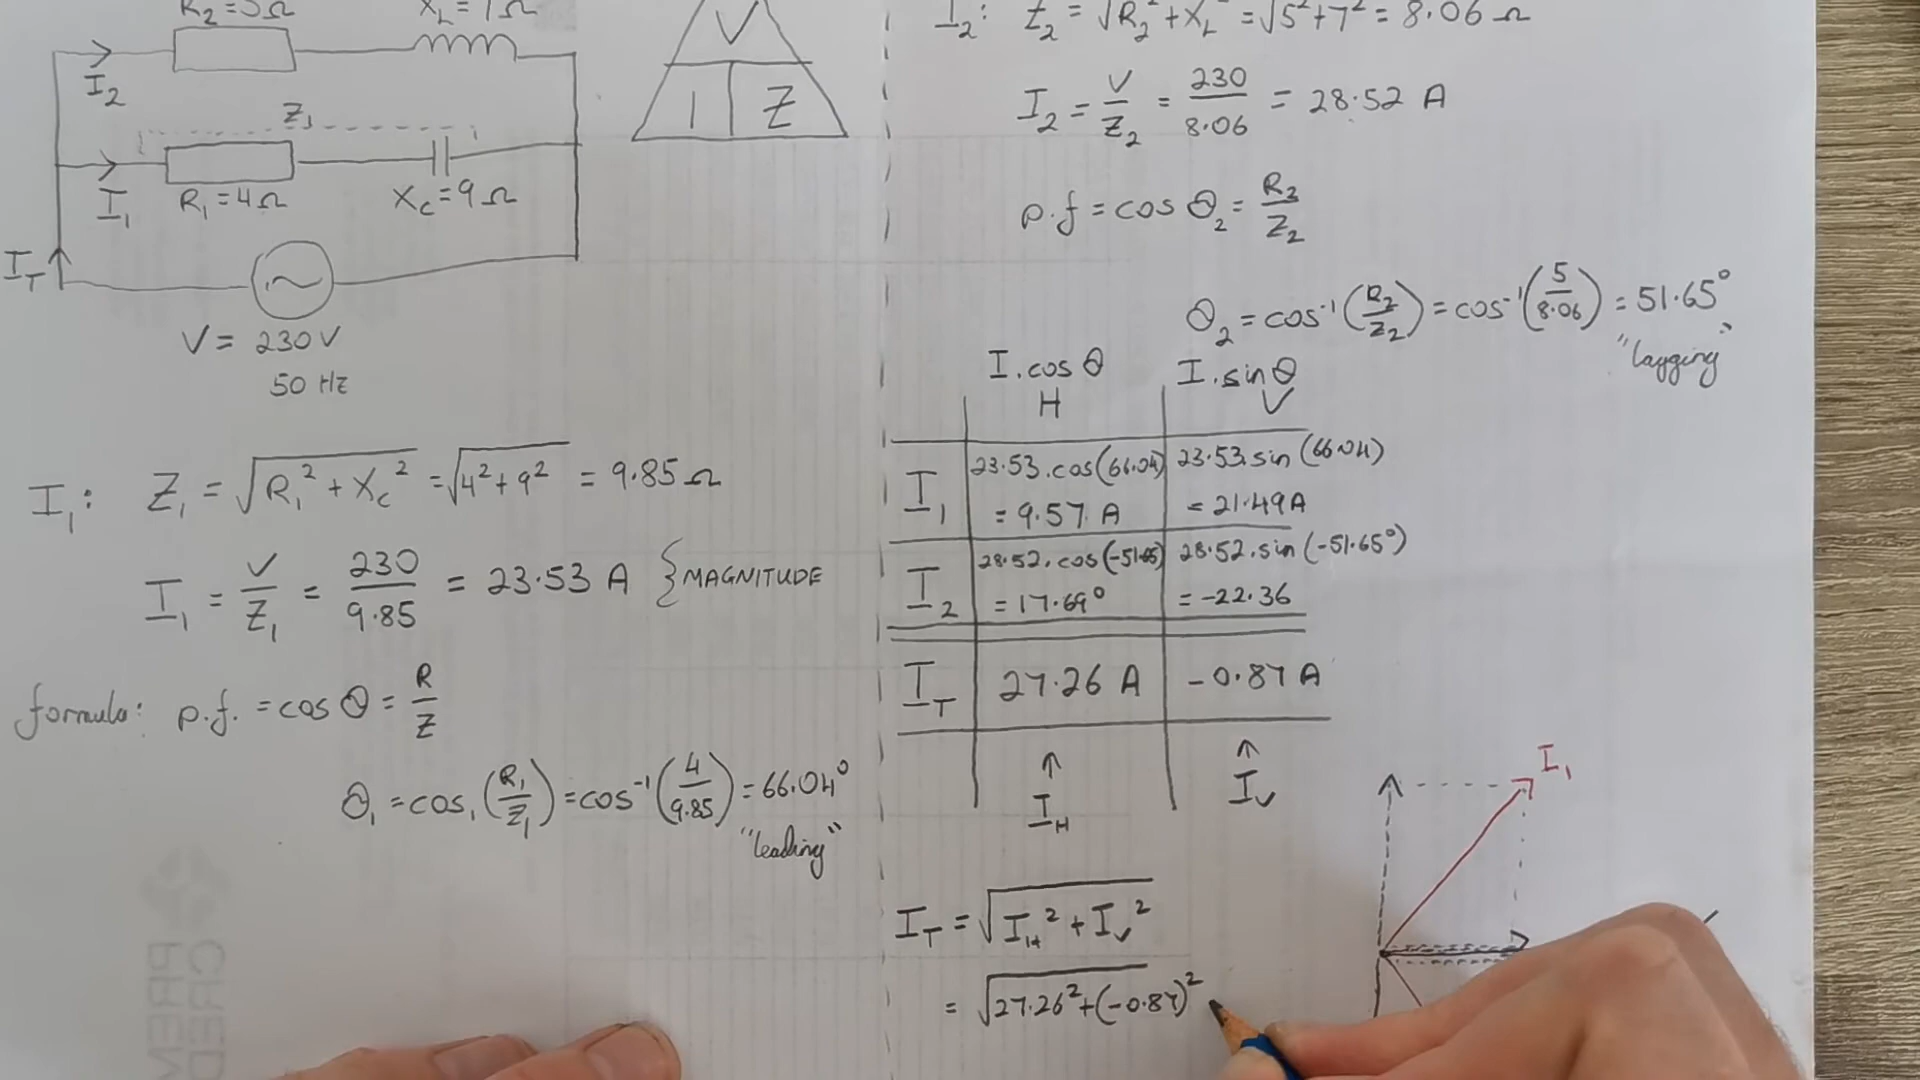 R₂=5Ω
X_L=7Ω
I₂
Z₁
I₁
R₁=4Ω
X_C=9Ω
I_T
V = 230V
50 Hz
V
I
Z
I₁: Z₁ = √(R₁² + X_C²) = √(4²+9²) = 9.85Ω
I₁ = V/Z₁ = 230/9.85 = 23.53 A } MAGNITUDE
formula: p.f. = cos θ = R/Z
θ₁ = cos₁(R₁/Z₁) = cos⁻¹(4/9.85) = 66.04°
"leading"
I₂: Z₂ = √(R₂²+X_L²) = √(5²+7²) = 8.06Ω
I₂ = V/Z₂ = 230/8.06 = 28.52 A
p.f = cos θ₂ = R₂/Z₂
θ₂ = cos⁻¹(R₂/Z₂) = cos⁻¹(5/8.06) = 51.65°
"lagging"
I.cos θ
I.sin θ
H
V
I₁
23.53.cos(66.04)
= 9.57 A
23.53.sin(66.04)
= 21.49A
I₂
28.52.cos(-51.65)
= 17.69°
28.52.sin(-51.65°)
= -22.36
I_T
27.26 A
-0.87 A
↑
I_H
↑
I_V
I₁
I_T = √(I_H² + I_V²)
= √(27.26²+(-0.87)²)